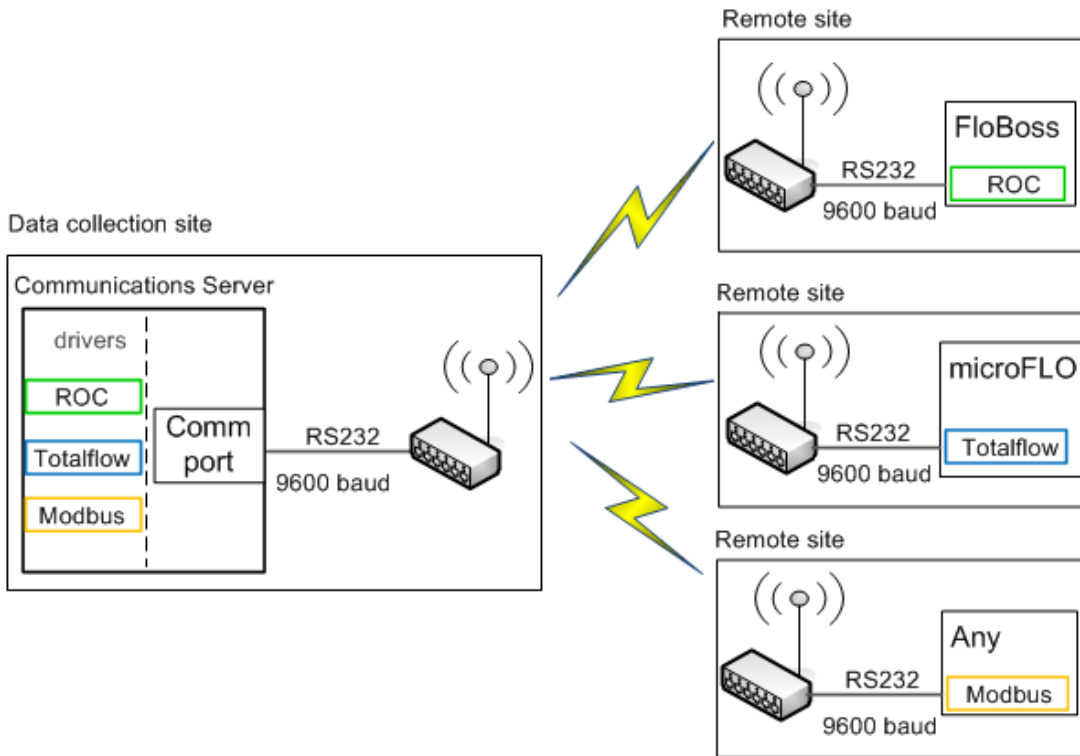 Data collection site
Communications Server
drivers
ROC
Totalflow
Modbus
Comm
port
RS232
9600 baud
Remote site
FloBoss
ROC
RS232
9600 baud
Remote site
microFLO
Totalflow
RS232
9600 baud
Remote site
Any
Modbus
RS232
9600 baud